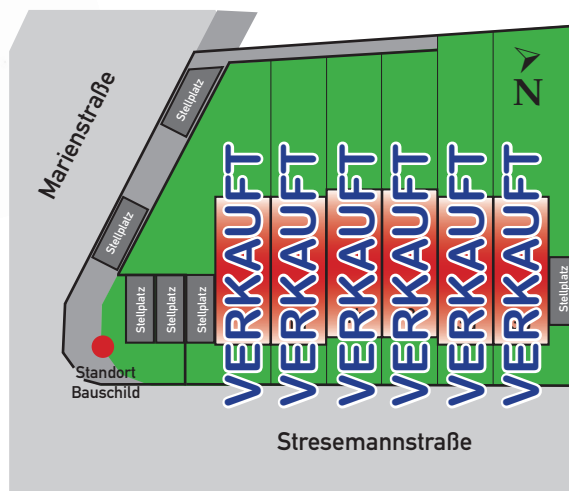 Marienstraße
Stellplatz
N
Stellplatz
VERKAUFT
VERKAUFT
VERKAUFT
VERKAUFT
VERKAUFT
VERKAUFT
Stellplatz
Stellplatz
Stellplatz
Stellplatz
Standort
Bauschild
Stresemannstraße